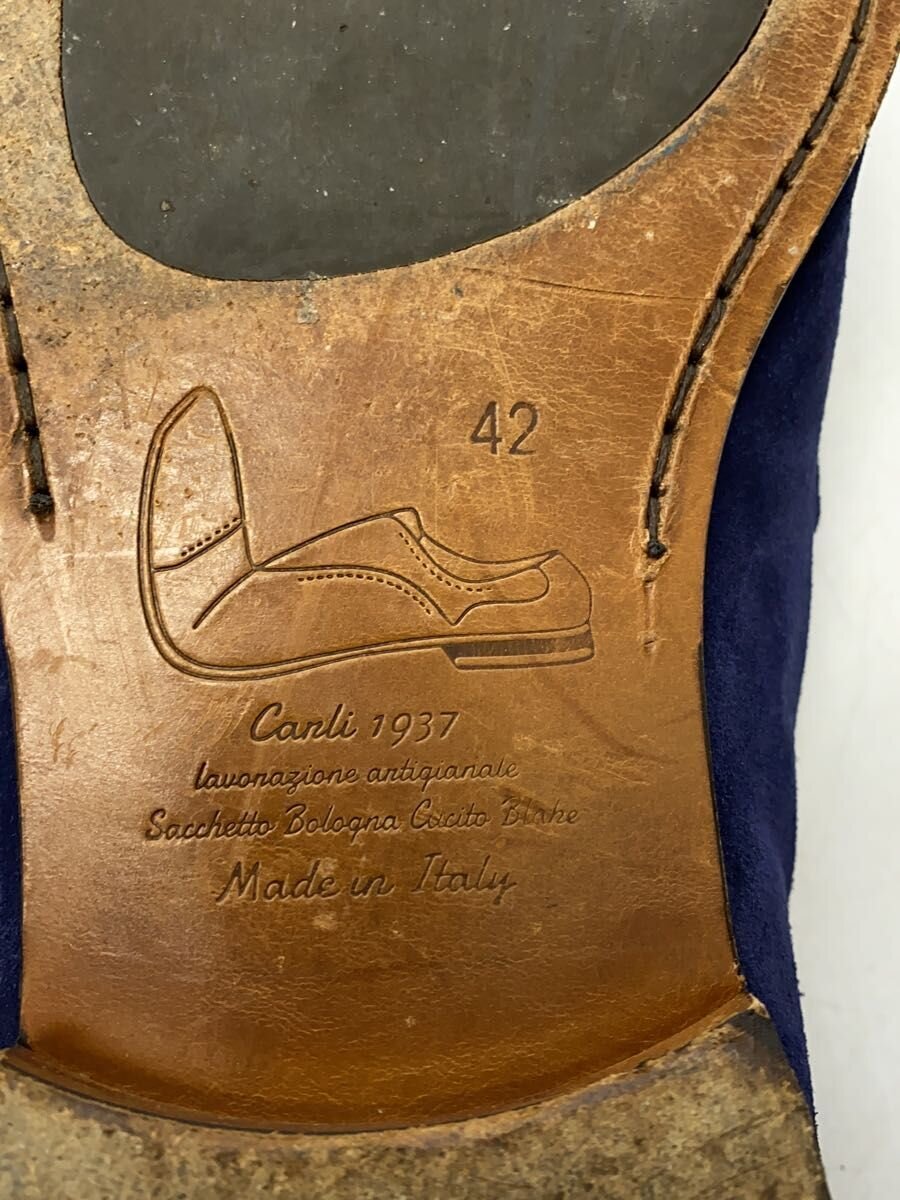 42
Carli 1937
lavorazione artigianale
Sacchetto Bologna Cucito Blake
Made in Italy